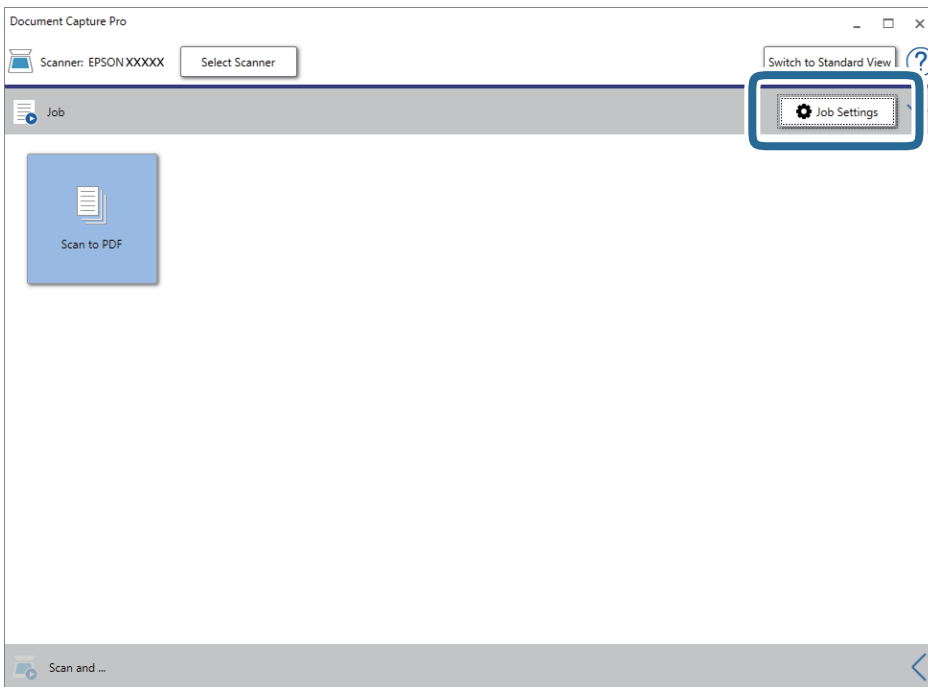 Document Capture Pro
Scanner: EPSON XXXXX
Select Scanner
Switch to Standard View
?
Job
Job Settings
Scan to PDF
Scan and ...